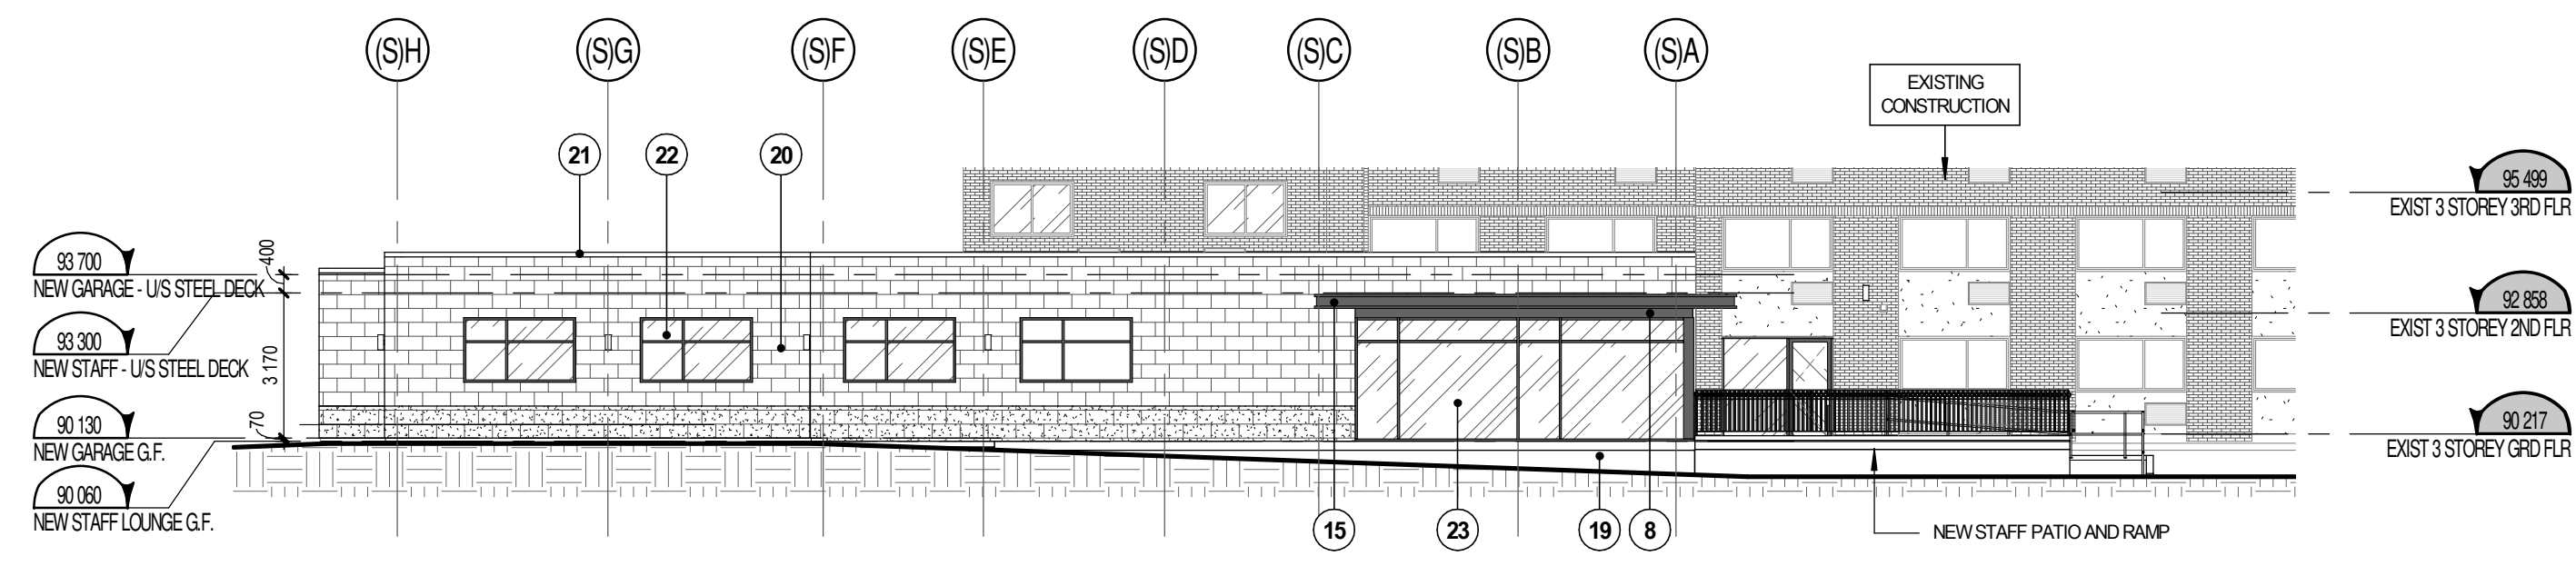 (S)H
(S)G
(S)F
(S)E
(S)D
(S)C
(S)B
(S)A
EXISTING
CONSTRUCTION
21
22
20
95 499
EXIST 3 STOREY 3RD FLR
93 700
NEW GARAGE - U/S STEEL DECK
400
92 858
EXIST 3 STOREY 2ND FLR
93 300
NEW STAFF - U/S STEEL DECK
3 170
90 130
NEW GARAGE G.F.
70
90 217
EXIST 3 STOREY GRD FLR
90 060
NEW STAFF LOUNGE G.F.
15
23
19
8
NEW STAFF PATIO AND RAMP